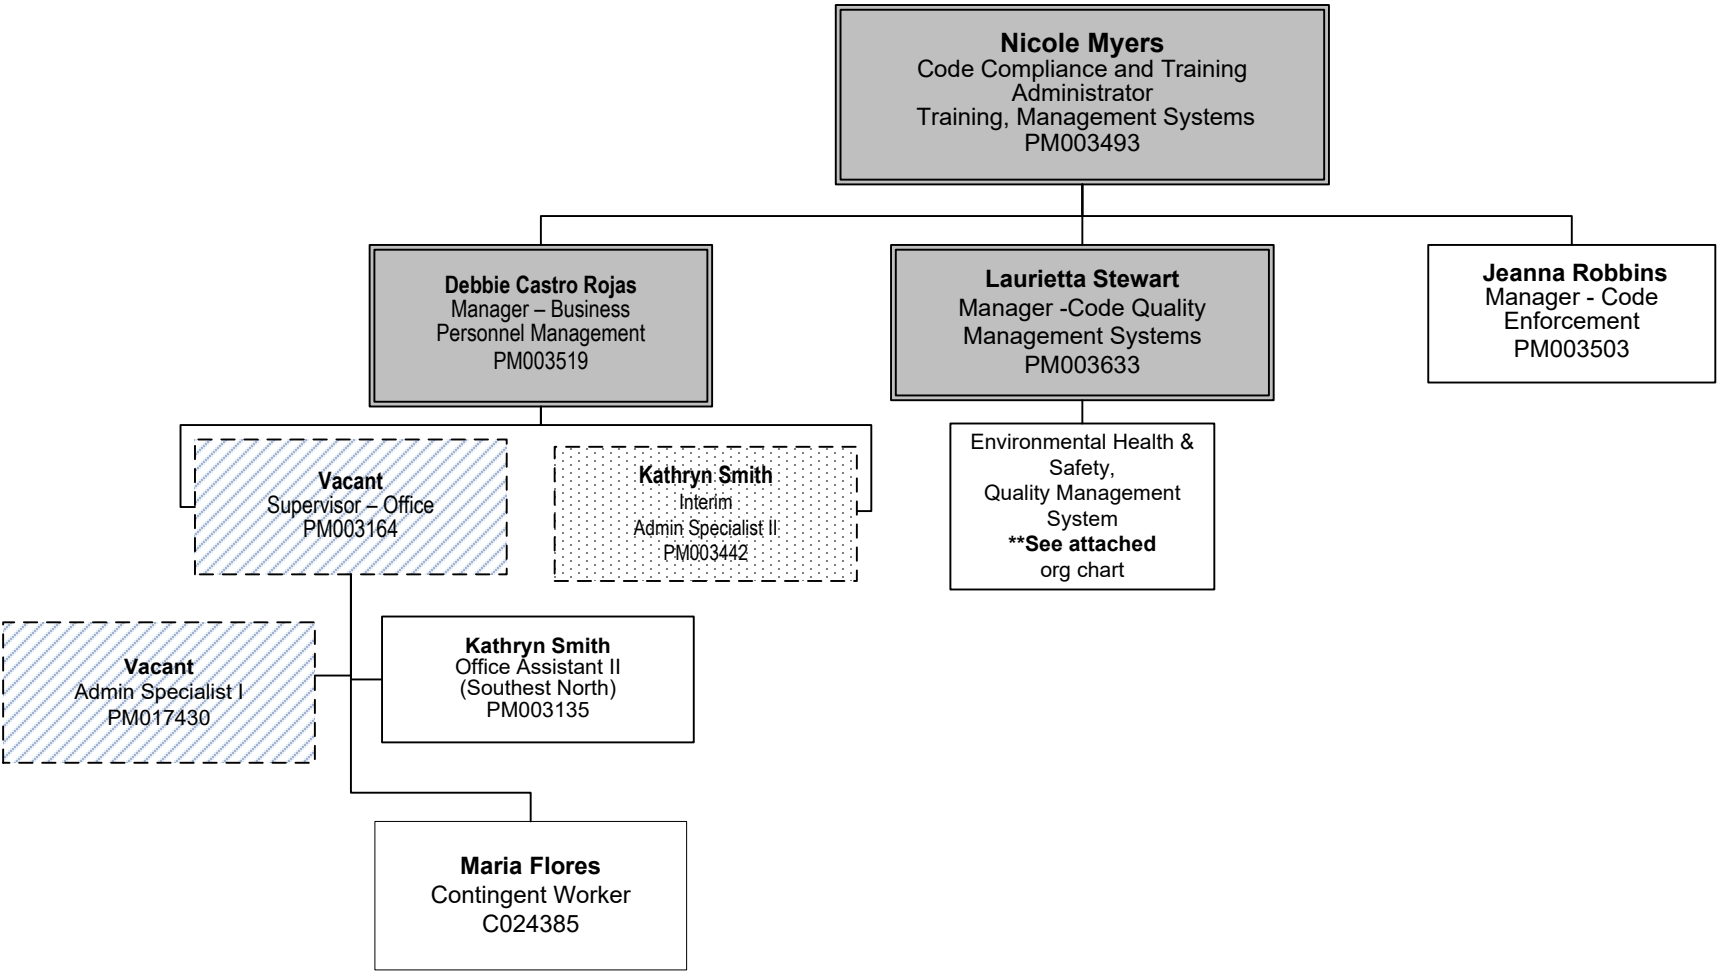 Nicole Myers
Code Compliance and Training
Administrator
Training, Management Systems
PM003493
Debbie Castro Rojas
Manager – Business
Personnel Management
PM003519
Laurietta Stewart
Manager -Code Quality
Management Systems
PM003633
Jeanna Robbins
Manager - Code
Enforcement
PM003503
Vacant
Supervisor – Office
PM003164
Kathryn Smith
Interim
Admin Specialist II
PM003442
Environmental Health &
Safety,
Quality Management
System
**See attached
org chart
Vacant
Admin Specialist I
PM017430
Kathryn Smith
Office Assistant II
(Southest North)
PM003135
Maria Flores
Contingent Worker
C024385